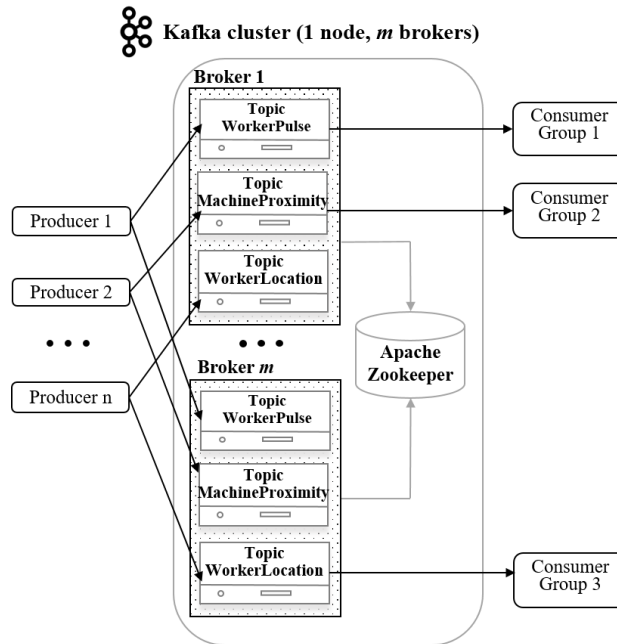 Kafka cluster (1 node, m brokers)
Broker 1
Topic
WorkerPulse
Topic
MachineProximity
Topic
WorkerLocation
Consumer
Group 1
Consumer
Group 2
Producer 1
Producer 2
• • •
Producer n
• • •
Apache
Zookeeper
Broker m
Topic
WorkerPulse
Topic
MachineProximity
Topic
WorkerLocation
Consumer
Group 3